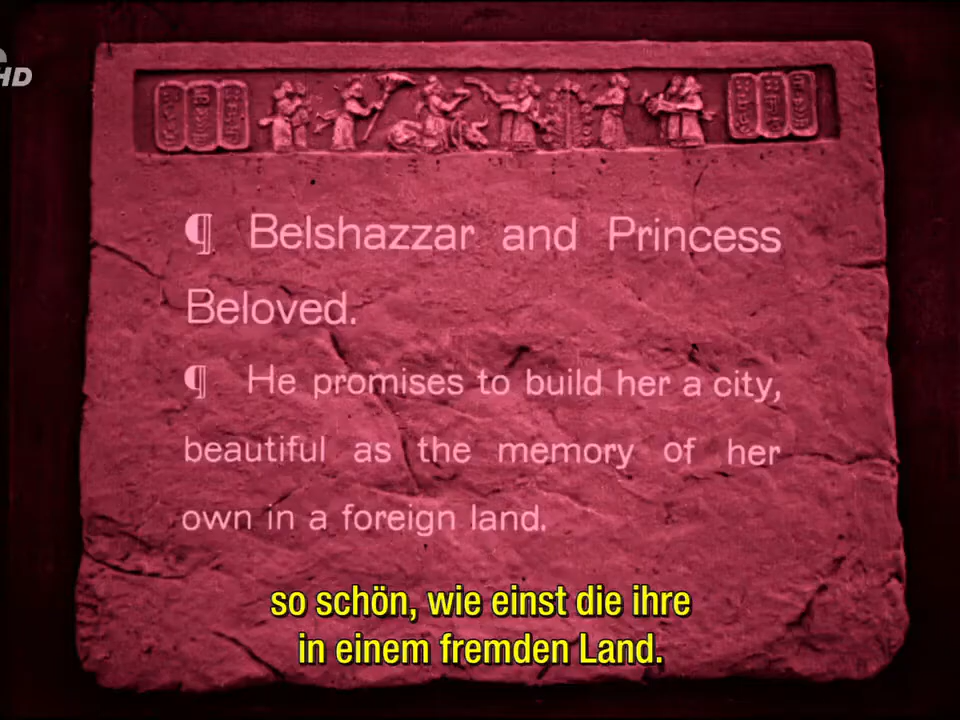 HD
¶ Belshazzar and Princess
Beloved.
¶ He promises to build her a city,
beautiful as the memory of her
own in a foreign land.
so schön, wie einst die ihre
in einem fremden Land.